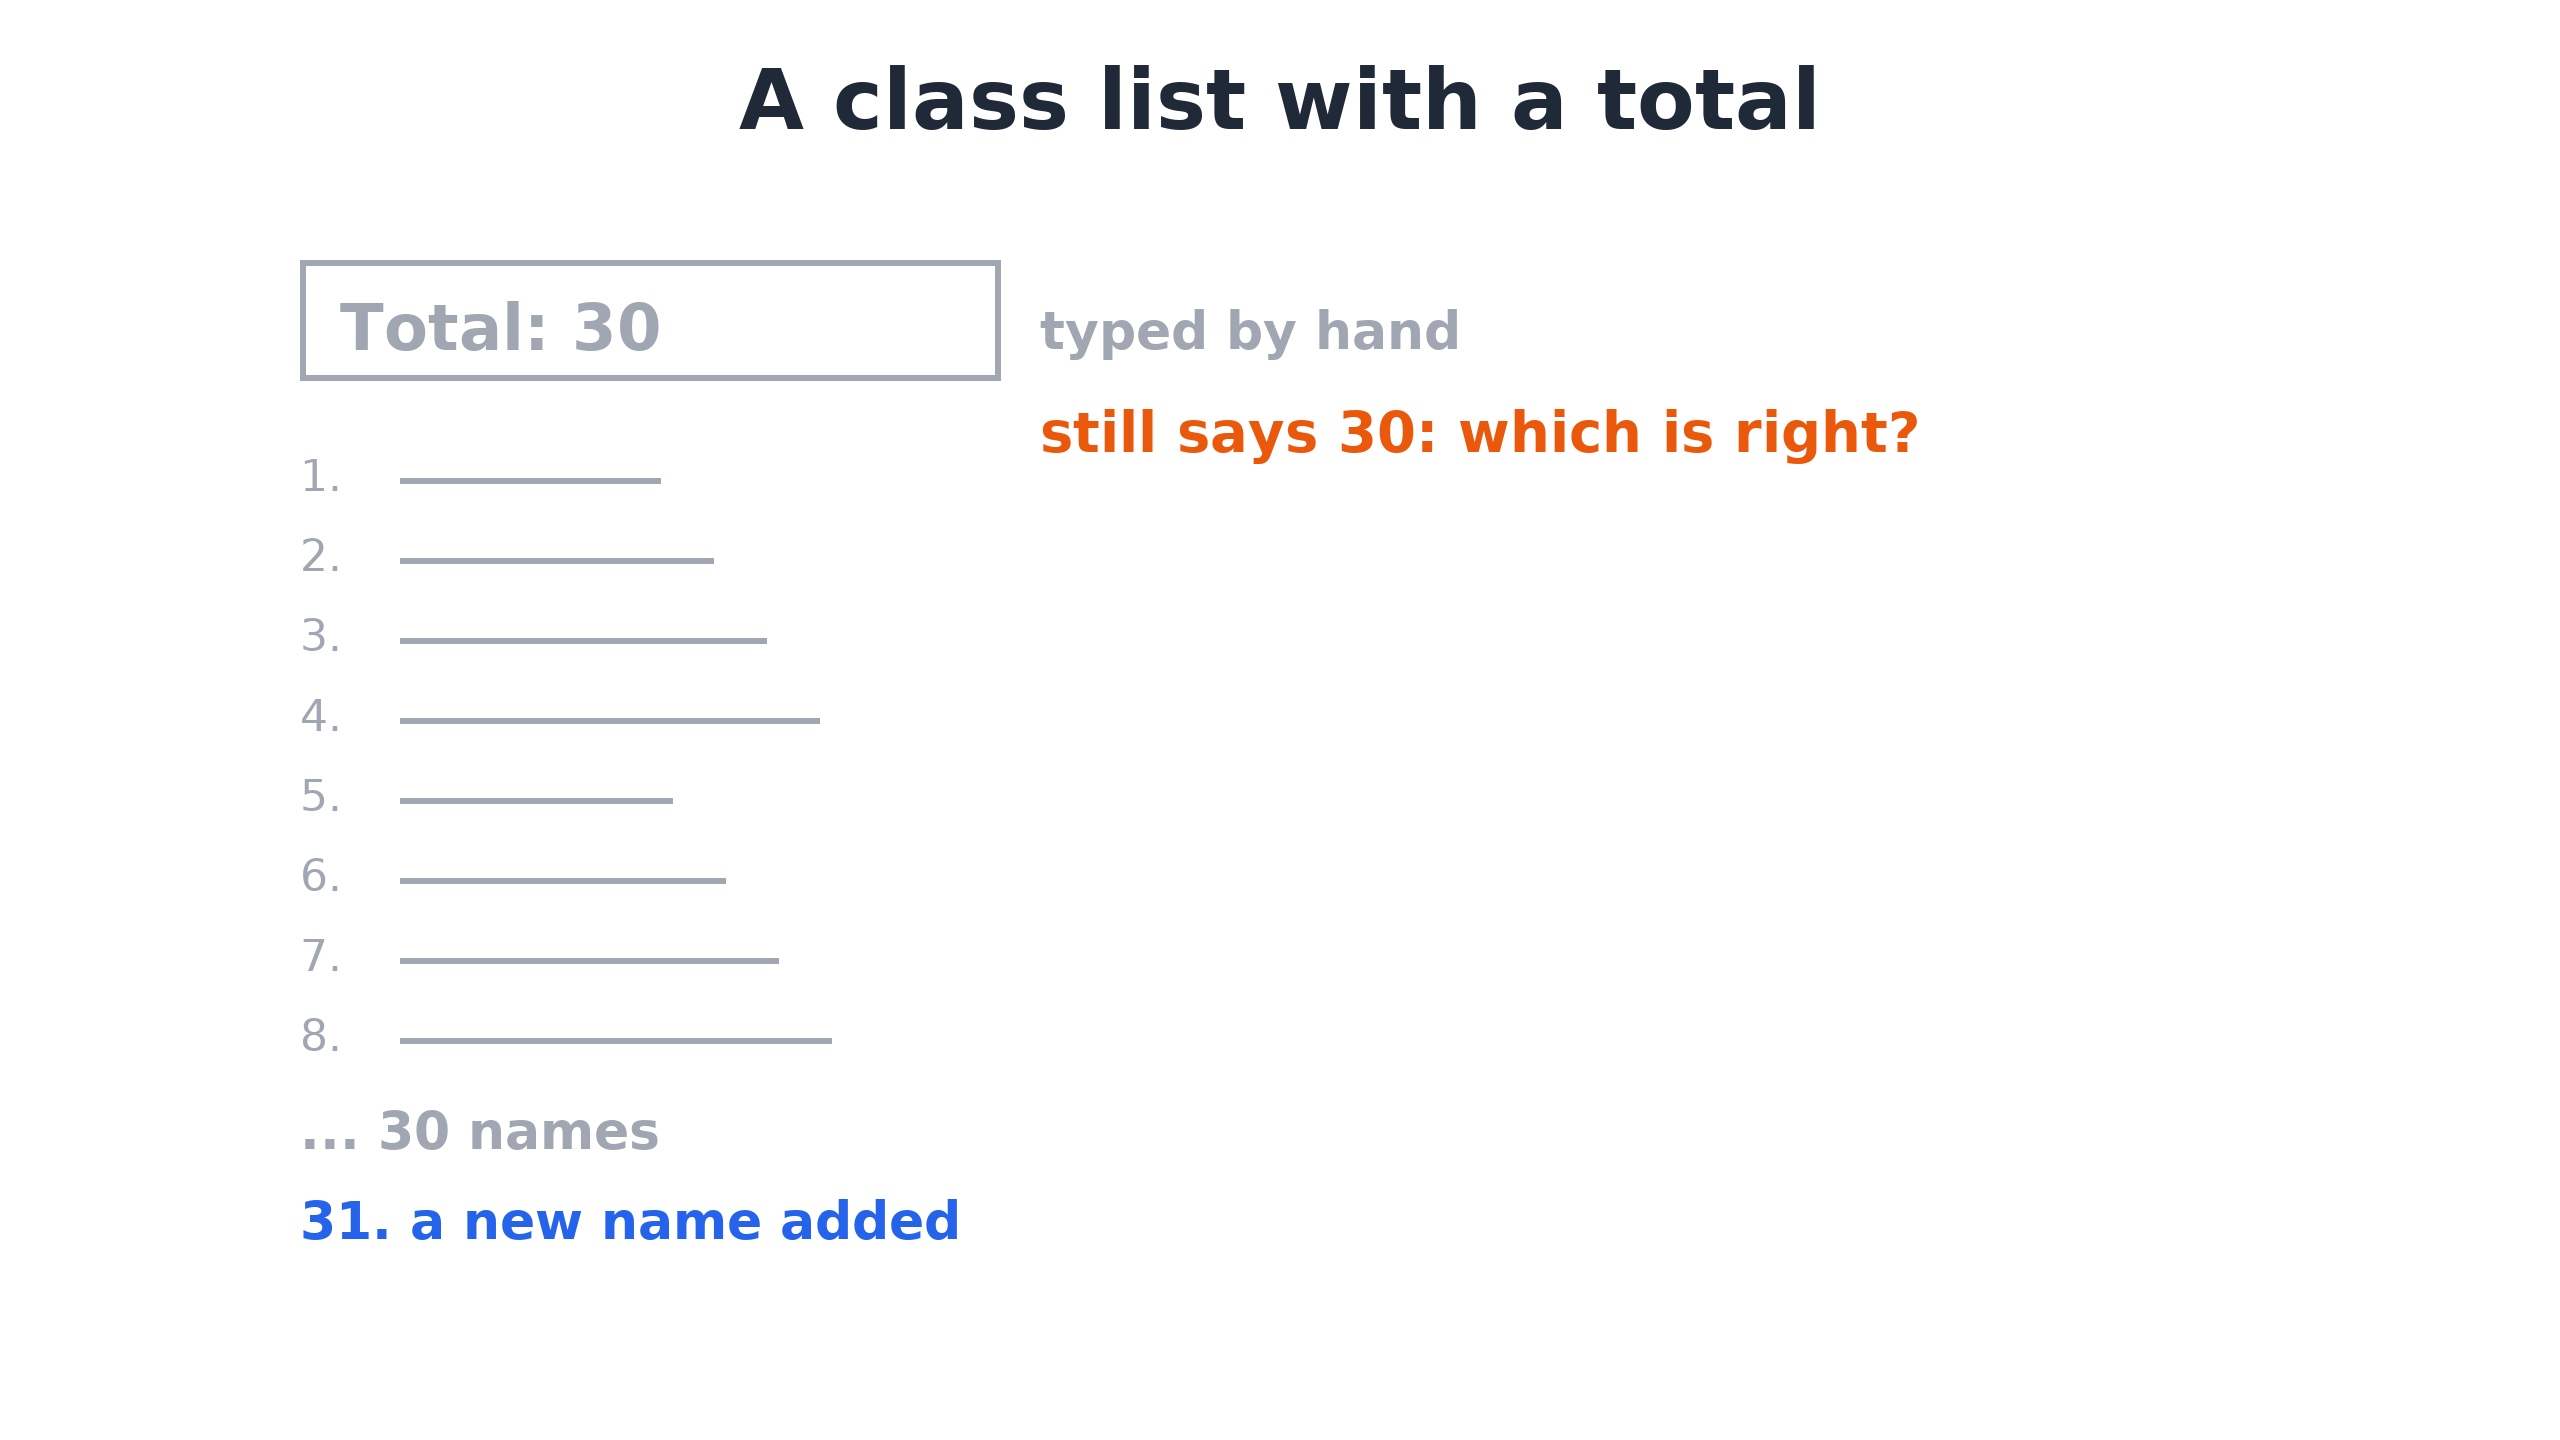 A class list with a total
Total: 30
typed by hand
still says 30: which is right?
1.
2.
3.
4.
5.
6.
7.
8.
... 30 names
31. a new name added